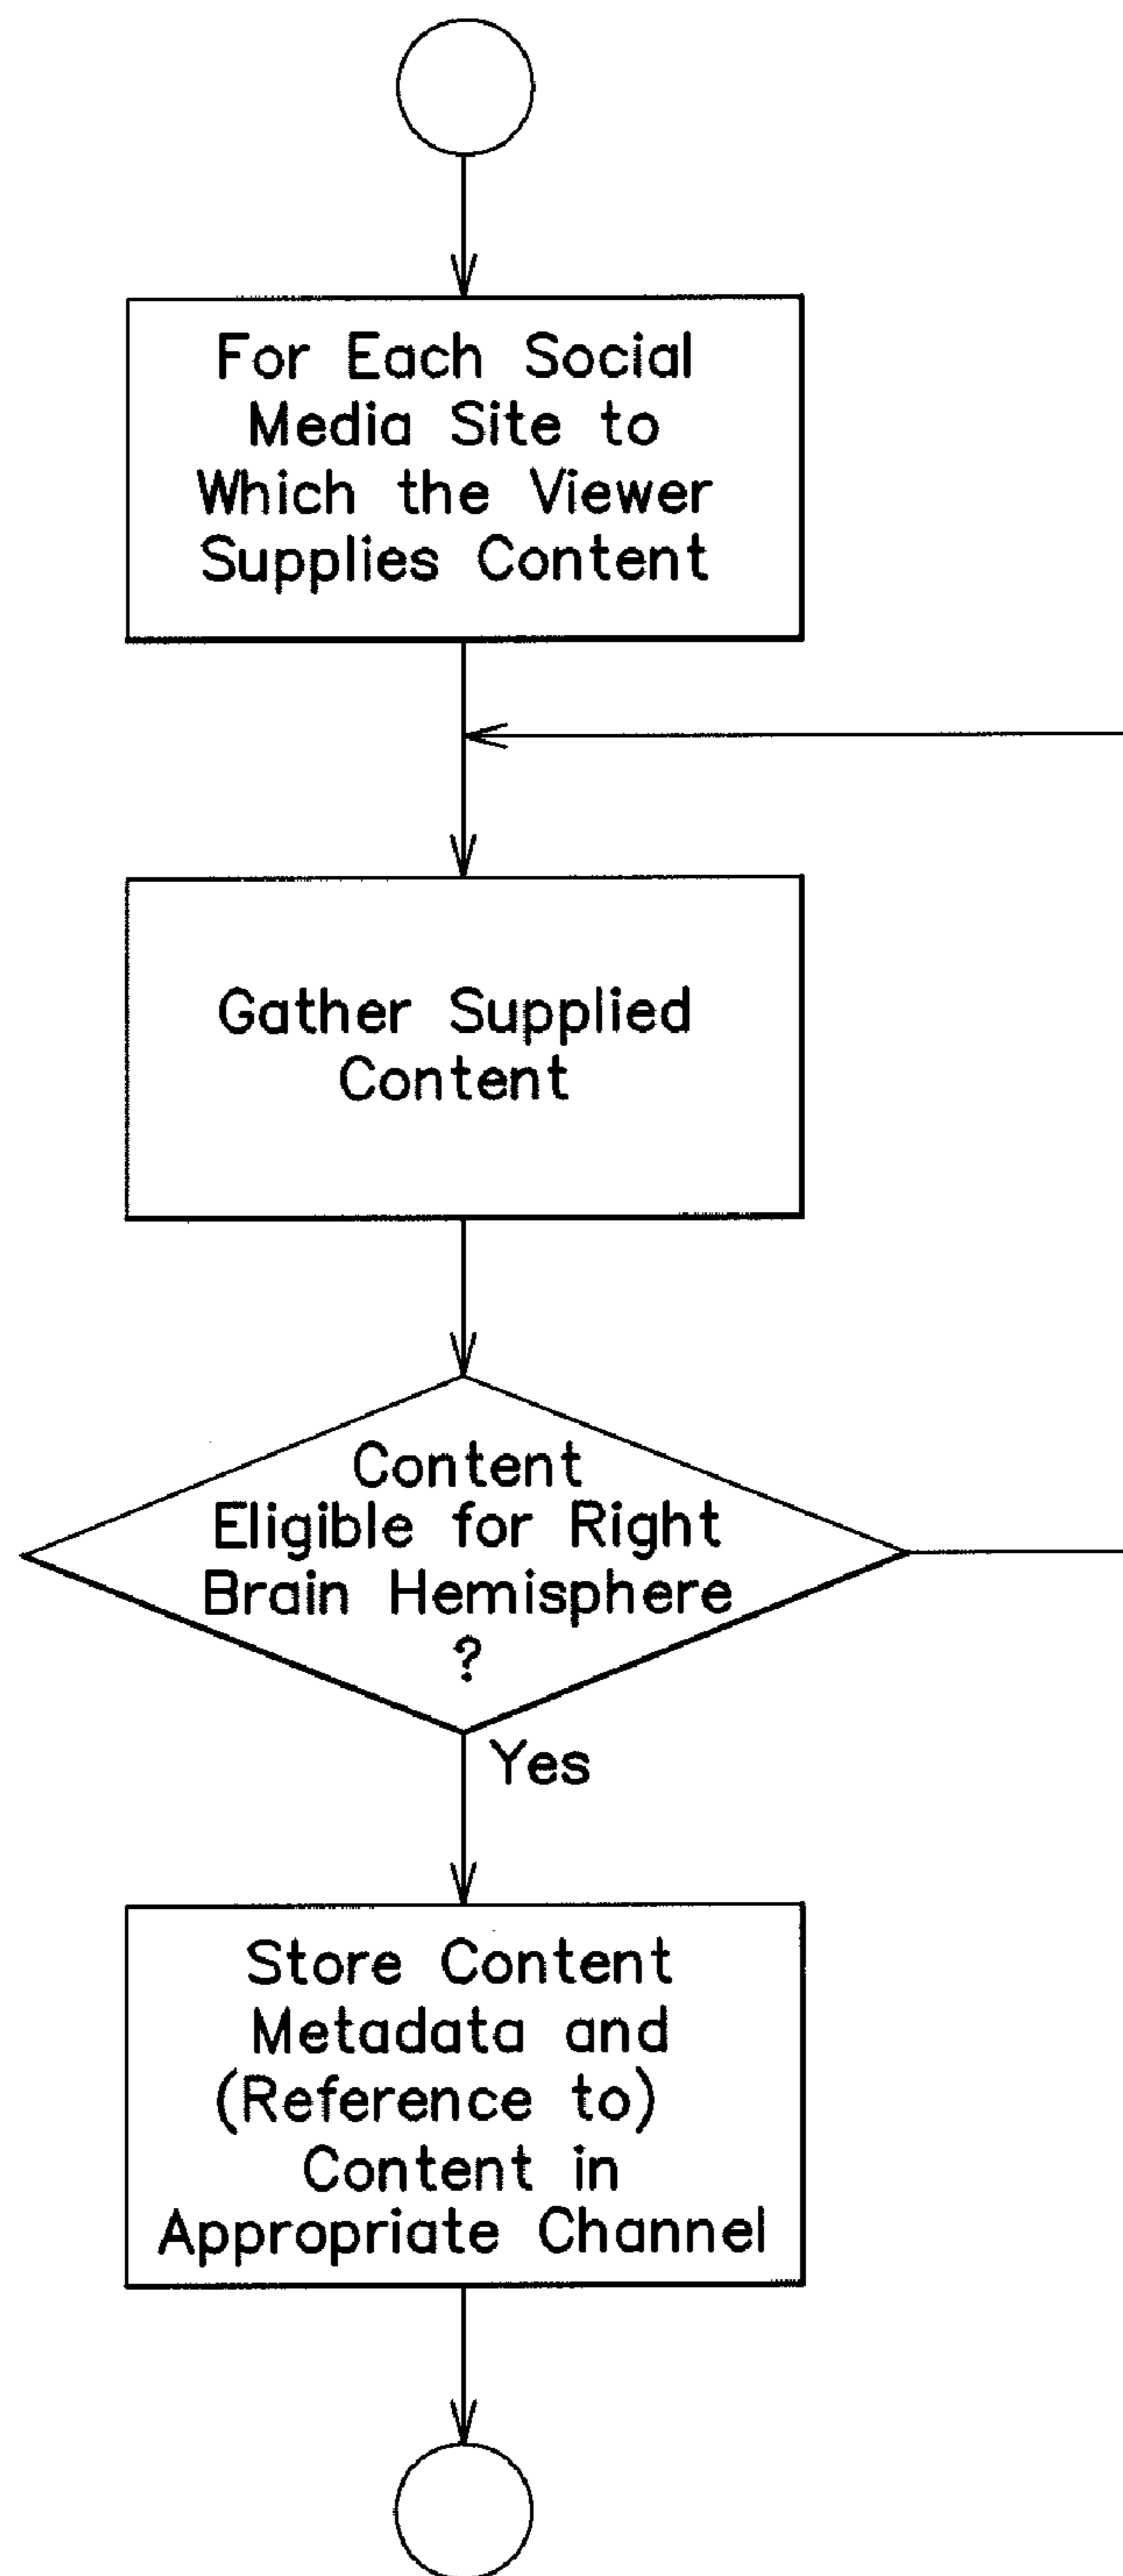 For Each Social
Media Site to
Which the Viewer
Supplies Content
Gather Supplied
Content
Content
Eligible for Right
Brain Hemisphere
?
Yes
Store Content
Metadata and
(Reference to)
Content in
Appropriate Channel